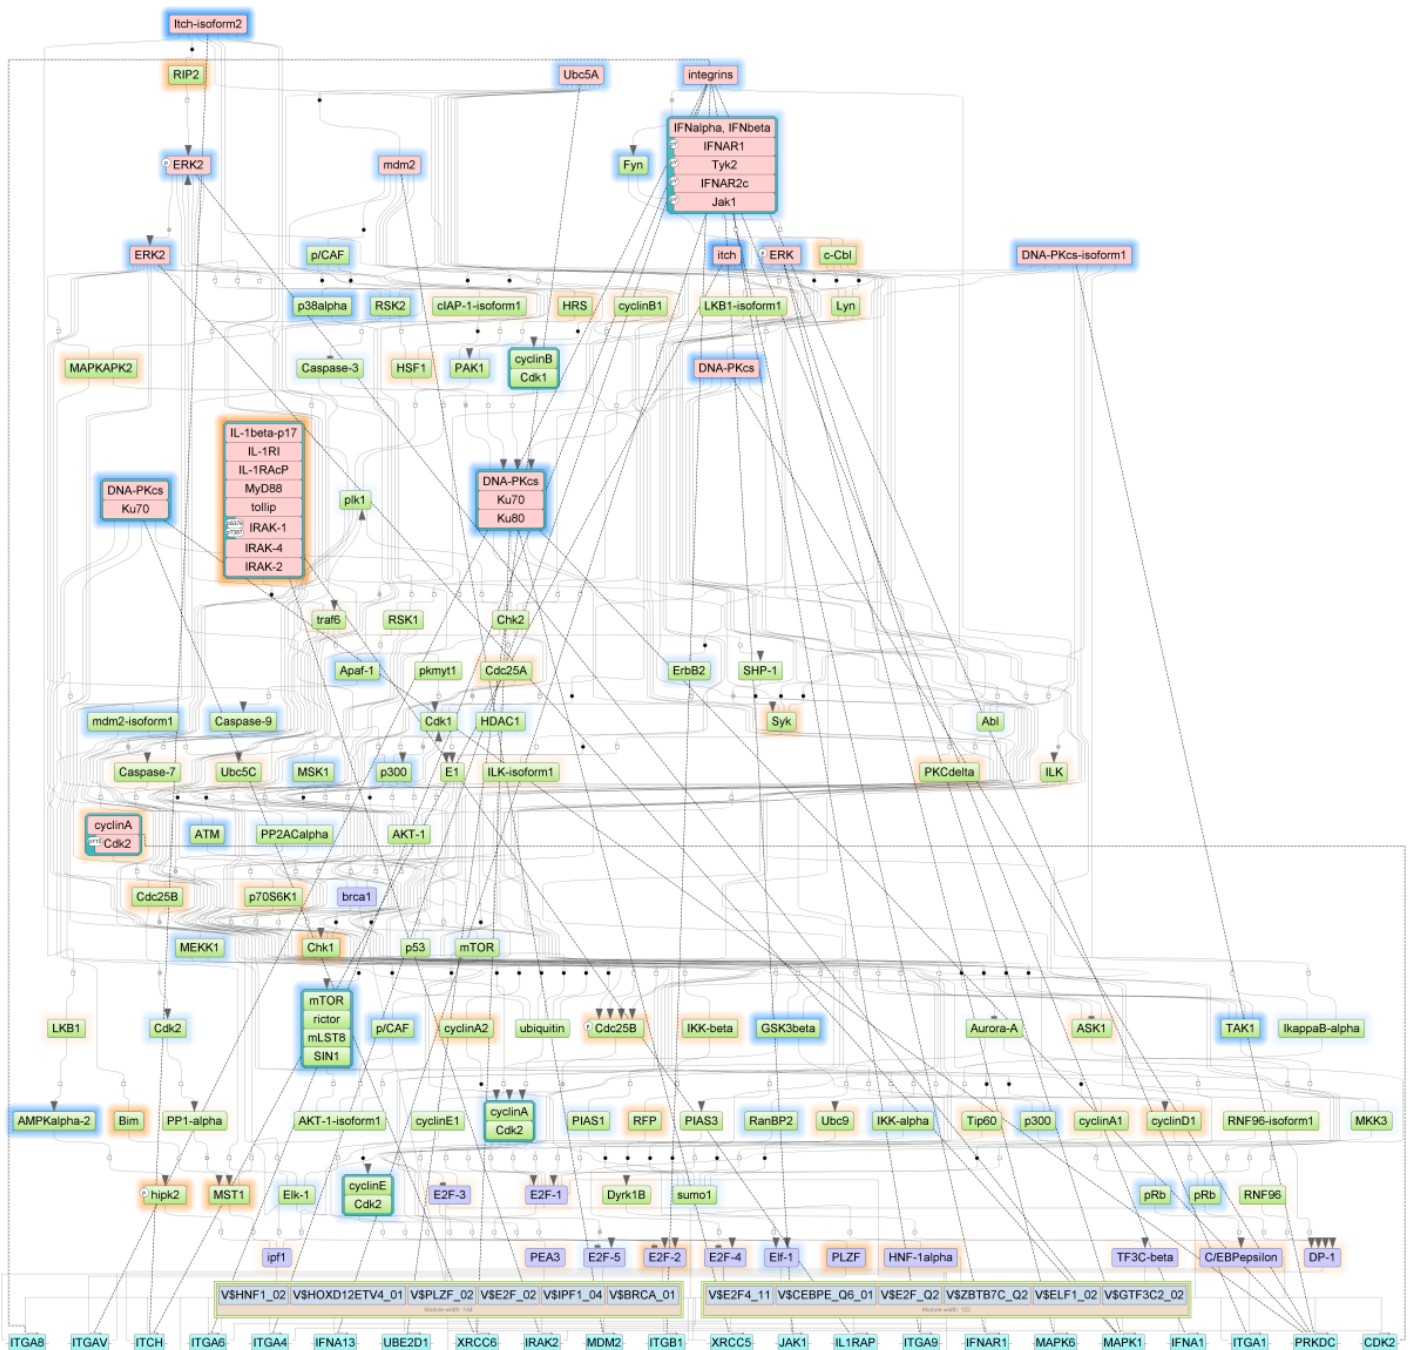 Itch-isoform2
RIP2
Ubc5A
integrins
IFNalpha, IFNbeta
IFNAR1
Tyk2
IFNAR2c
Jak1
p
ERK2
mdm2
Fyn
ERK2
p/CAF
itch
p
ERK
c-Cbl
DNA-PKcs-isoform1
p38alpha
RSK2
cIAP-1-isoform1
HRS
cyclinB1
LKB1-isoform1
Lyn
MAPKAPK2
Caspase-3
HSF1
PAK1
cyclinB
Cdk1
DNA-PKcs
IL-1beta-p17
IL-1RI
IL-1RAcP
MyD88
tollip
IRAK-1
IRAK-4
IRAK-2
DNA-PKcs
Ku70
plk1
DNA-PKcs
Ku70
Ku80
traf6
RSK1
Chk2
Apaf-1
pkmyt1
Cdc25A
ErbB2
SHP-1
mdm2-isoform1
Caspase-9
Cdk1
HDAC1
Syk
Abl
Caspase-7
Ubc5C
MSK1
p300
E1
ILK-isoform1
PKCdelta
ILK
cyclinA
Cdk2
ATM
PP2ACalpha
AKT-1
Cdc25B
p70S6K1
brca1
MEKK1
Chk1
p53
mTOR
LKB1
Cdk2
mTOR
rictor
mLST8
SIN1
p/CAF
cyclinA2
ubiquitin
p
Cdc25B
IKK-beta
GSK3beta
Aurora-A
ASK1
TAK1
IkappaB-alpha
AMPKalpha-2
Bim
PP1-alpha
AKT-1-isoform1
cyclinE1
cyclinA
Cdk2
PIAS1
RFP
PIAS3
RanBP2
Ubc9
IKK-alpha
Tip60
p300
cyclinA1
cyclinD1
RNF96-isoform1
MKK3
p
hipk2
MST1
Elk-1
cyclinE
Cdk2
E2F-3
E2F-1
Dyrk1B
sumo1
pRb
pRb
RNF96
ipf1
PEA3
E2F-5
E2F-2
E2F-4
Elf-1
PLZF
HNF-1alpha
TF3C-beta
C/EBPepsilon
DP-1
V$HNF1_02 V$HOXD12ETV4_01 V$PLZF_02 V$E2F_02 V$IPF1_04 V$BRCA_01
Module width: 144
V$E2F4_11 V$CEBPE_Q6_01 V$E2F_Q2 V$ZBTB7C_Q2 V$ELF1_02 V$GTF3C2_02
Module width: 122
ITGA8 ITGAV ITCH ITGA6 ITGA4 IFNA13 UBE2D1 XRCC6 IRAK2 MDM2 ITGB1 XRCC5 JAK1 IL1RAP ITGA9 IFNAR1 MAPK6 MAPK1 IFNA1 ITGA1 PRKDC CDK2